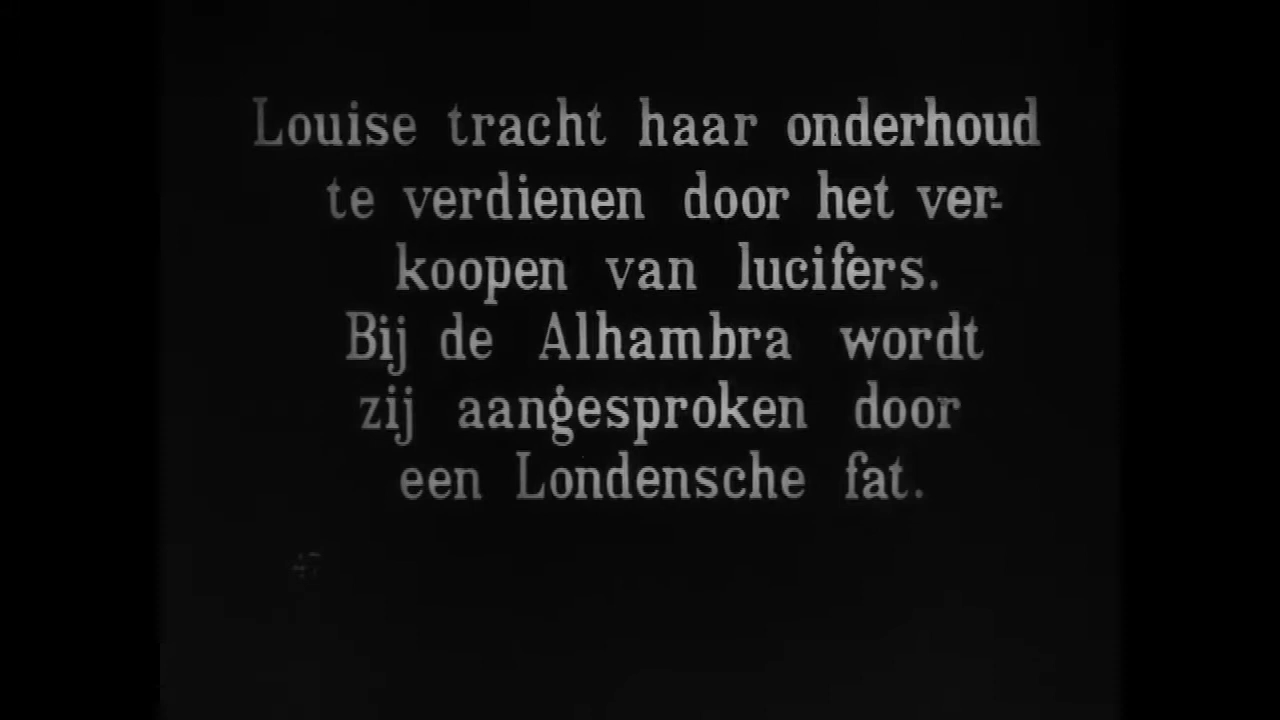 Louise tracht haar onderhoud
te verdienen door het ver-
koopen van lucifers.
Bij de Alhambra wordt
zij aangesproken door
een Londensche fat.
47